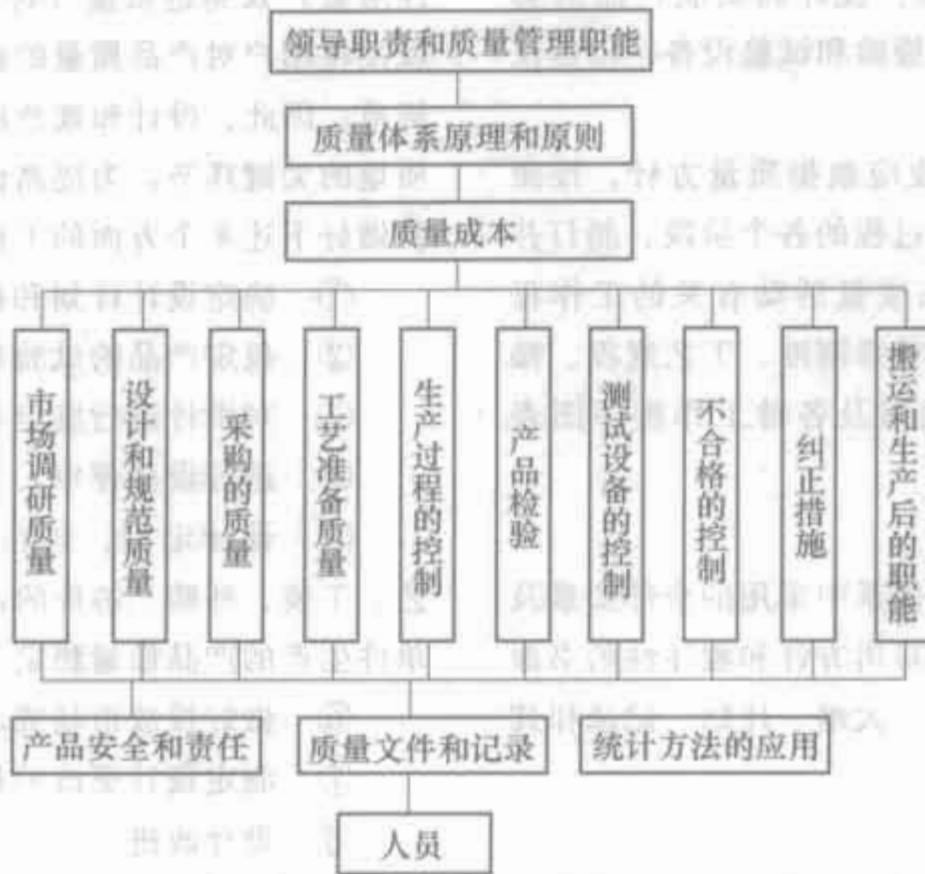 领导职责和质量管理职能
质量体系原理和原则
质量成本
市场调研质量
设计和规范质量
采购的质量
工艺准备质量
生产过程的控制
产品检验
测试设备的控制
不合格的控制
纠正措施
搬运和生产后的职能
产品安全和责任
质量文件和记录
统计方法的应用
人员